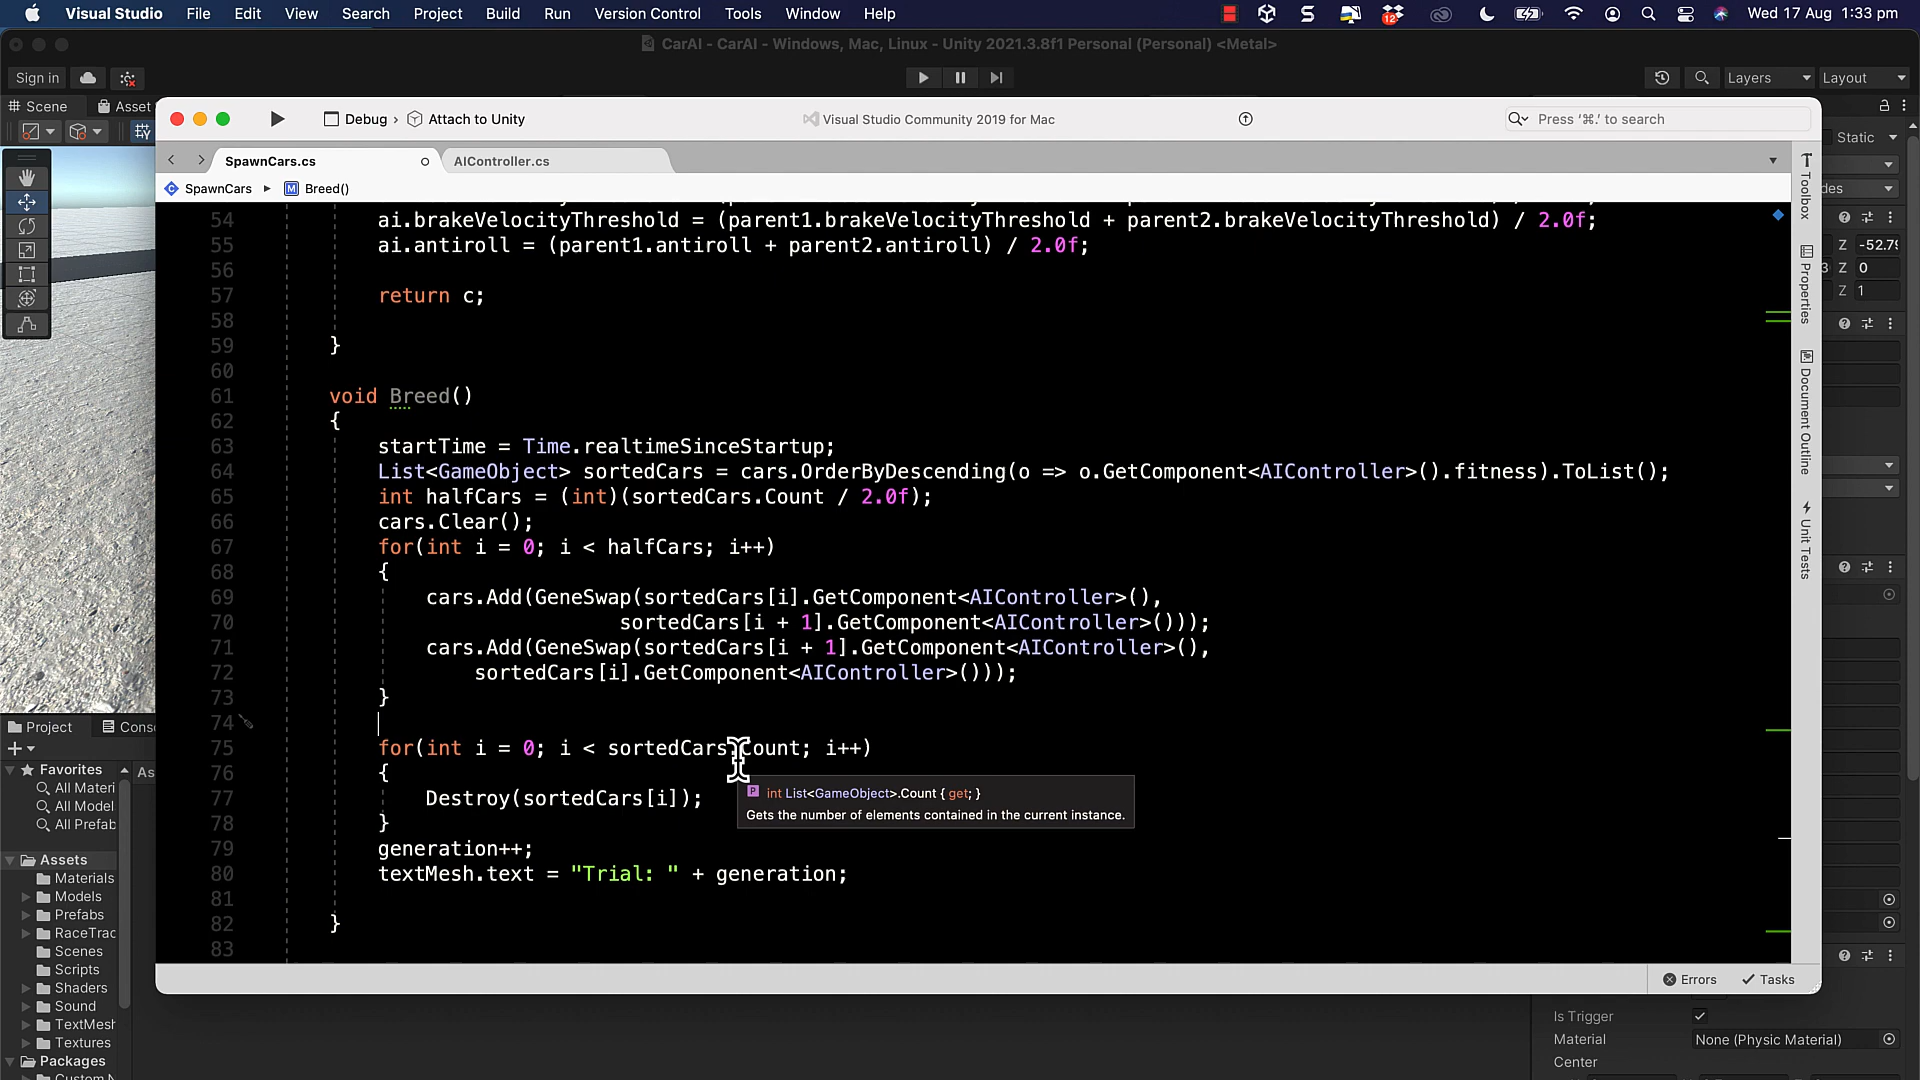 Visual Studio File Edit View Search Project Build Run Version Control Tools Window Help
12
Wed 17 Aug 1:33 pm
CarAI - CarAI - Windows, Mac, Linux - Unity 2021.3.8f1 Personal (Personal) <Metal>
Sign in
Layers
Layout
Scene
Asset
Debug › Attach to Unity
Visual Studio Community 2019 for Mac
Press ‘⌘.’ to search
Static
SpawnCars.cs
AIController.cs
SpawnCars
Breed()
des
Toolbox
Properties
Document Outline
Unit Tests
Z -52.79
Z 0
Z 1
54 ai.brakeVelocityThreshold = (parent1.brakeVelocityThreshold + parent2.brakeVelocityThreshold) / 2.0f;
55 ai.antiroll = (parent1.antiroll + parent2.antiroll) / 2.0f;
56
57 return c;
58
59 }
60
61 void Breed()
62 {
63 startTime = Time.realtimeSinceStartup;
64 List<GameObject> sortedCars = cars.OrderByDescending(o => o.GetComponent<AIController>().fitness).ToList();
65 int halfCars = (int)(sortedCars.Count / 2.0f);
66 cars.Clear();
67 for(int i = 0; i < halfCars; i++)
68 {
69 cars.Add(GeneSwap(sortedCars[i].GetComponent<AIController>(),
70 sortedCars[i + 1].GetComponent<AIController>()));
71 cars.Add(GeneSwap(sortedCars[i + 1].GetComponent<AIController>(),
72 sortedCars[i].GetComponent<AIController>()));
73 }
74
75 for(int i = 0; i < sortedCars.Count; i++)
76 {
77 Destroy(sortedCars[i]);
78 }
79 generation++;
80 textMesh.text = "Trial: " + generation;
81
82 }
83
int List<GameObject>.Count { get; }
Gets the number of elements contained in the current instance.
Project
Cons
Favorites
As
All Materi
All Model
All Prefab
Assets
Materials
Models
Prefabs
RaceTrac
Scenes
Scripts
Shaders
Sound
TextMesh
Textures
Packages
Errors
Tasks
Is Trigger
Material
None (Physic Material)
Center